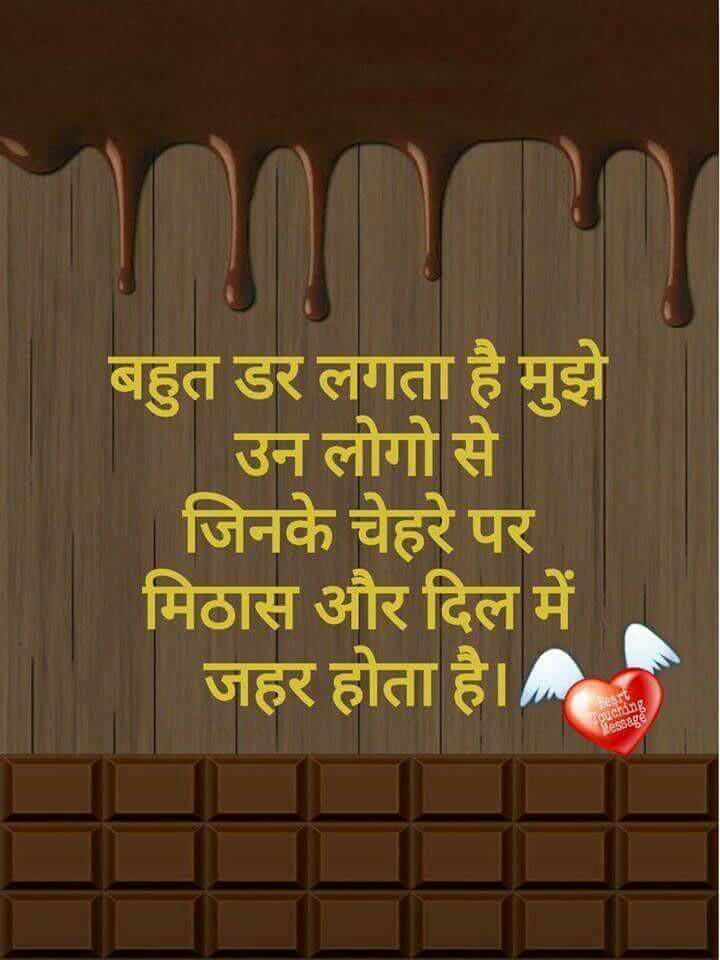 बहुत डर लगता है मुझे
उन लोगो से
जिनके चेहरे पर
मिठास और दिल में
जहर होता है।
Heart
Touching
Message